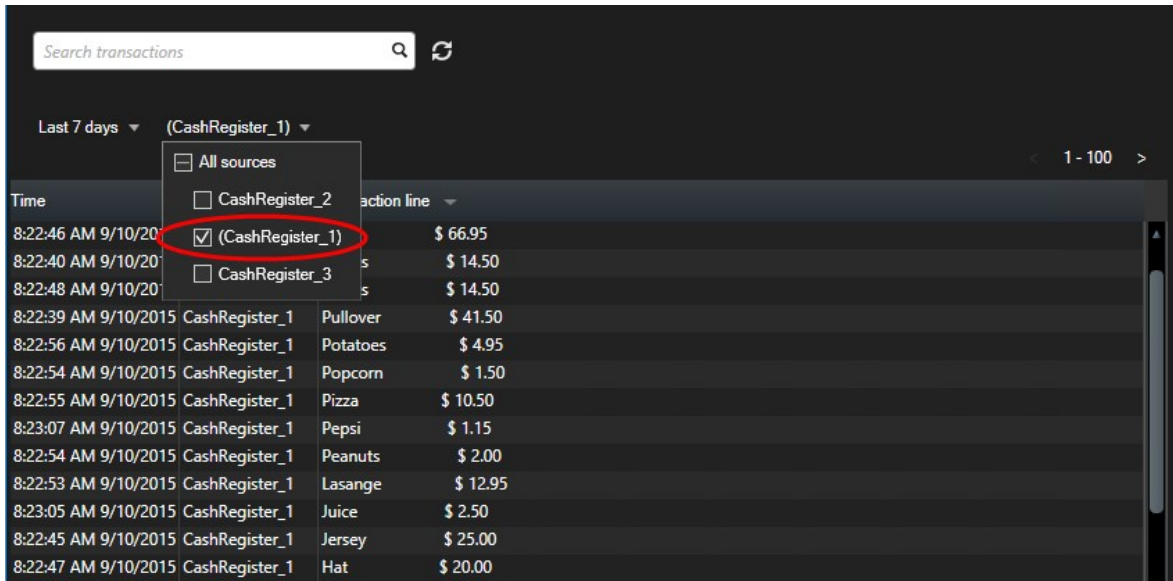 Search transactions
Last 7 days (CashRegister_1)
All sources
1 - 100 >
CashRegister_2
Time action line
(CashRegister_1)
8:22:46 AM 9/10/20 $ 66.95
8:22:40 AM 9/10/20 s $ 14.50
CashRegister_3
8:22:48 AM 9/10/20 s $ 14.50
8:22:39 AM 9/10/2015 CashRegister_1 Pullover $ 41.50
8:22:56 AM 9/10/2015 CashRegister_1 Potatoes $ 4.95
8:22:54 AM 9/10/2015 CashRegister_1 Popcorn $ 1.50
8:22:55 AM 9/10/2015 CashRegister_1 Pizza $ 10.50
8:23:07 AM 9/10/2015 CashRegister_1 Pepsi $ 1.15
8:22:54 AM 9/10/2015 CashRegister_1 Peanuts $ 2.00
8:22:53 AM 9/10/2015 CashRegister_1 Lasange $ 12.95
8:23:05 AM 9/10/2015 CashRegister_1 Juice $ 2.50
8:22:45 AM 9/10/2015 CashRegister_1 Jersey $ 25.00
8:22:47 AM 9/10/2015 CashRegister_1 Hat $ 20.00